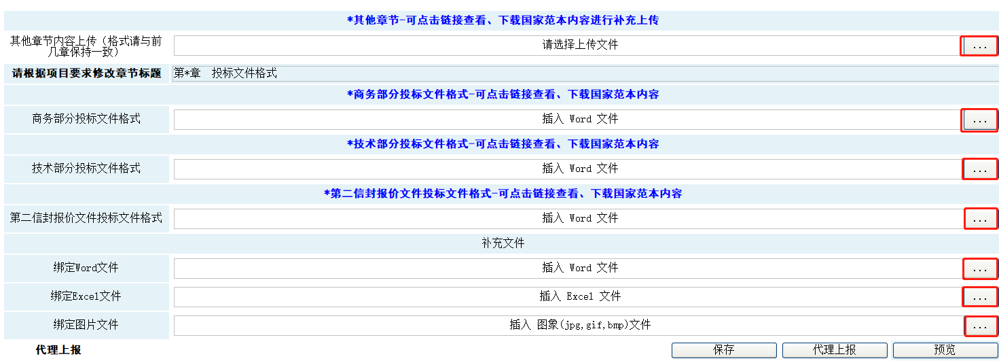 *其他章节-可点击链接查看、下载国家范本内容进行补充上传
其他章节内容上传（格式请与前
几章保持一致）
请选择上传文件
...
请根据项目要求修改章节标题
第*章 投标文件格式
*商务部分投标文件格式-可点击链接查看、下载国家范本内容
商务部分投标文件格式
插入 Word 文件
...
*技术部分投标文件格式-可点击链接查看、下载国家范本内容
技术部分投标文件格式
插入 Word 文件
...
*第二信封报价文件投标文件格式-可点击链接查看、下载国家范本内容
第二信封报价文件投标文件格式
插入 Word 文件
...
补充文件
绑定Word文件
插入 Word 文件
...
绑定Excel文件
插入 Excel 文件
...
绑定图片文件
插入 图象(jpg,gif,bmp)文件
...
代理上报
保存
代理上报
预览